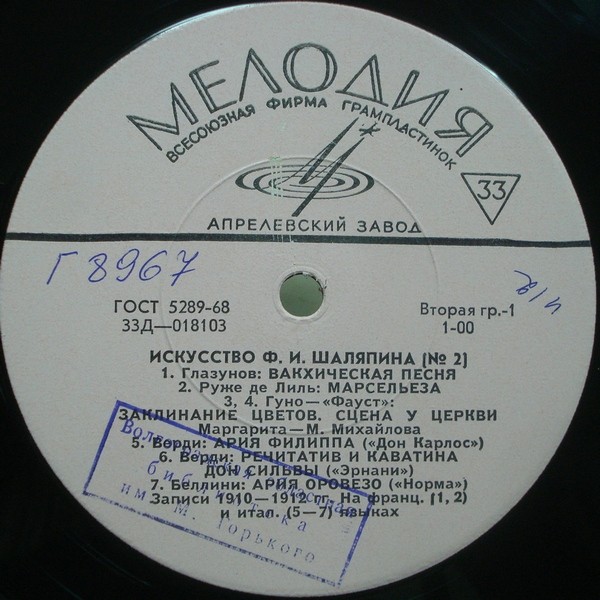 МЕЛОДИЯ
ВСЕСОЮЗНАЯ ФИРМА ГРАМПЛАСТИНОК
33
АПРЕЛЕВСКИЙ ЗАВОД
Г 8967
ГОСТ 5289-68
Вторая гр.-1
33Д—018103
1-00
ИСКУССТВО Ф. И. ШАЛЯПИНА (№ 2)
1. Глазунов: ВАКХИЧЕСКАЯ ПЕСНЯ
2. Руже де Лиль: МАРСЕЛЬЕЗА
3, 4. Гуно—«Фауст»:
ЗАКЛИНАНИЕ ЦВЕТОВ. СЦЕНА У ЦЕРКВИ
Маргарита—М. Михайлова
5. Верди: АРИЯ ФИЛИППА («Дон Карлос»)
6. Верди: РЕЧИТАТИВ И КАВАТИНА
ДОН СИЛЬВЫ («Эрнани»)
7. Беллини: АРИЯ ОРОВЕЗО («Норма»)
Записи 1910—1912 гг. На франц. (1, 2)
и итал. (5—7) языках
Волгоградская областная
библиотека
им. М. Горького